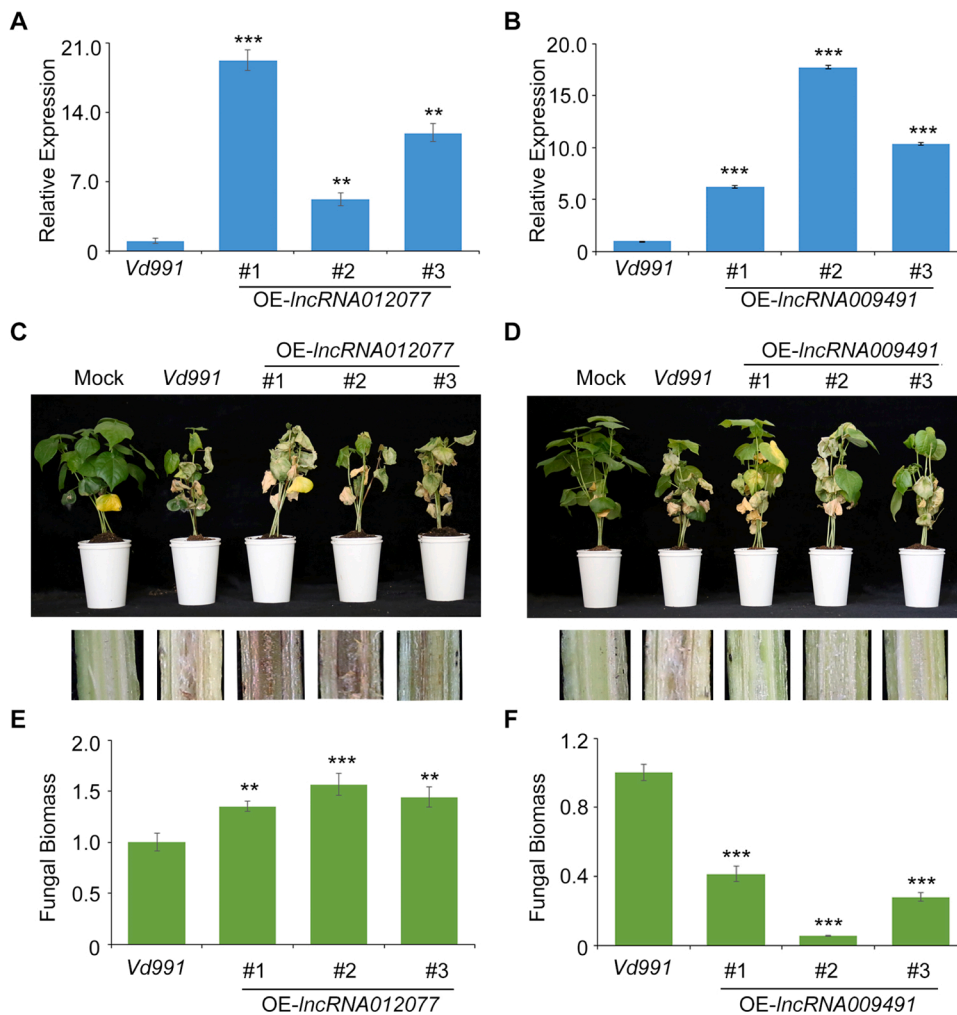 A
Relative Expression
21.0
14.0
7.0
0
***
**
**
Vd991
#1
#2
#3
OE-lncRNA012077
B
Relative Expression
20.0
15.0
10.0
5.0
0
***
***
***
Vd991
#1
#2
#3
OE-lncRNA009491
C
OE-lncRNA012077
Mock
Vd991
#1
#2
#3
D
OE-lncRNA009491
Mock
Vd991
#1
#2
#3
E
Fungal Biomass
2.0
1.5
1.0
0.5
0
**
***
**
Vd991
#1
#2
#3
OE-lncRNA012077
F
Fungal Biomass
1.2
0.8
0.4
0
***
***
***
Vd991
#1
#2
#3
OE-lncRNA009491